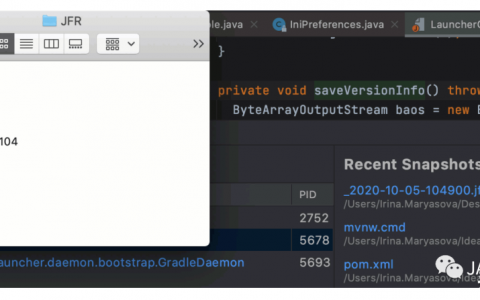 JFR
104
ole.java
IniPreferences.java
LauncherC
}
private void saveVersionInfo() throw
ByteArrayOutputStream baos = new B
PID
2752
5678
auncher.daemon.bootstrap.GradleDaemon
5693
Recent Snapshots
_2020-10-05-104900.jf
/Users/Irina.Maryasova/Des
mvnw.cmd
/Users/Irina.Maryasova/Idea
pom.xml
/Users/Irina.Maryasova/Idea
JA